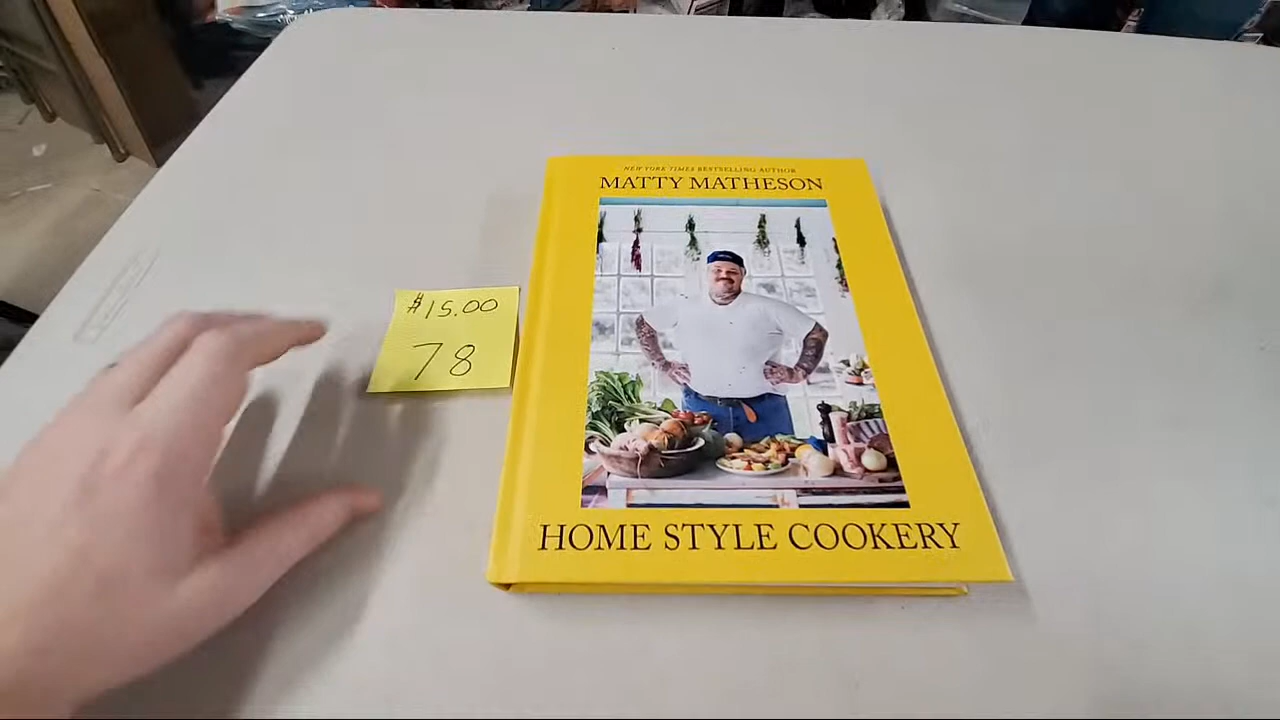 $15.00
78
NEW YORK TIMES BESTSELLING AUTHOR
MATTY MATHESON
HOME STYLE COOKERY